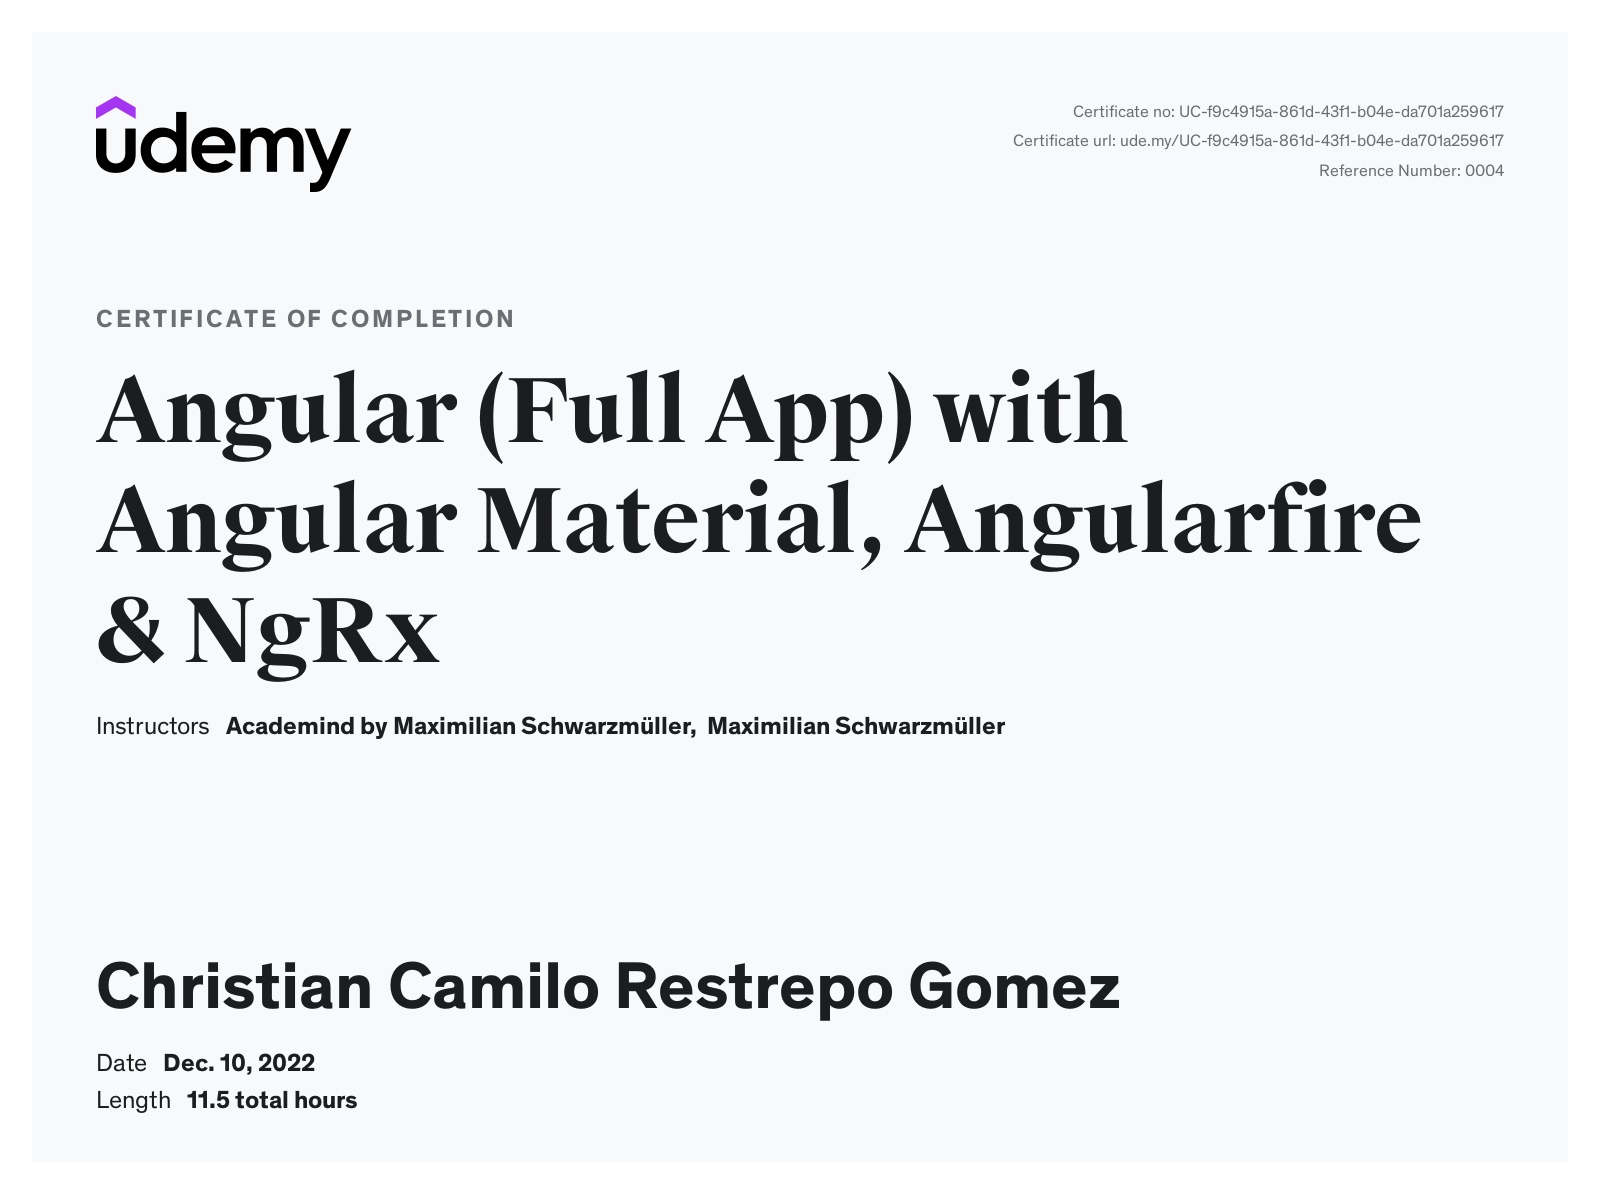 udemy
Certificate no: UC-f9c4915a-861d-43f1-b04e-da701a259617
Certificate url: ude.my/UC-f9c4915a-861d-43f1-b04e-da701a259617
Reference Number: 0004
CERTIFICATE OF COMPLETION
Angular (Full App) with
Angular Material, Angularfire
& NgRx
Instructors Academind by Maximilian Schwarzmüller, Maximilian Schwarzmüller
Christian Camilo Restrepo Gomez
Date Dec. 10, 2022
Length 11.5 total hours